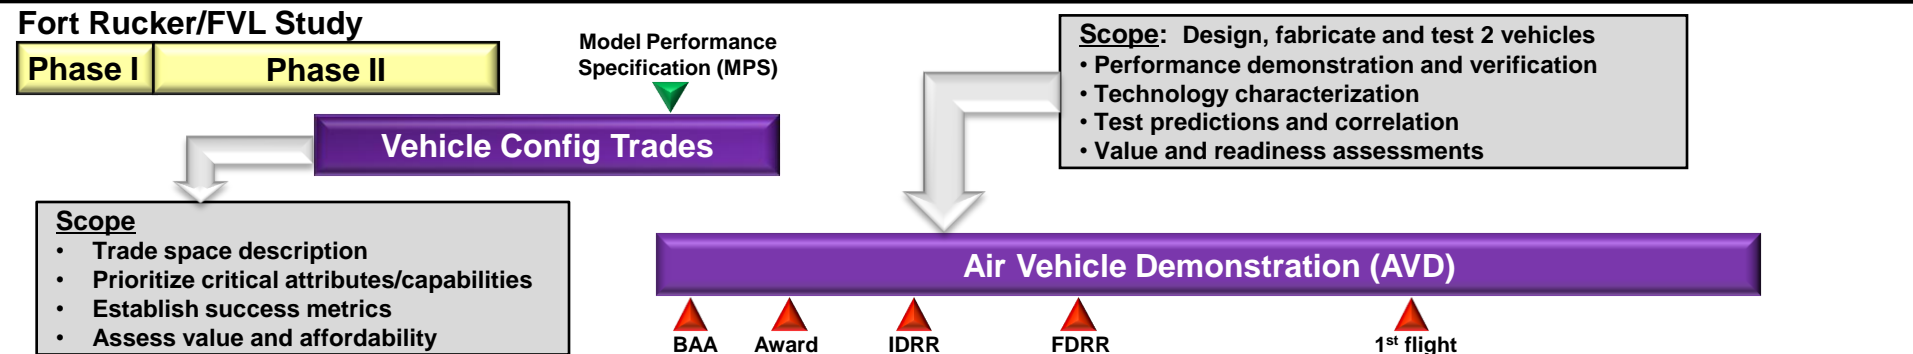 Fort Rucker/FVL Study
Phase I
Phase II
Model Performance
Specification (MPS)
Vehicle Config Trades
Scope
• Trade space description
• Prioritize critical attributes/capabilities
• Establish success metrics
• Assess value and affordability
Scope: Design, fabricate and test 2 vehicles
• Performance demonstration and verification
• Technology characterization
• Test predictions and correlation
• Value and readiness assessments
Air Vehicle Demonstration (AVD)
BAA
Award
IDRR
FDRR
1st flight